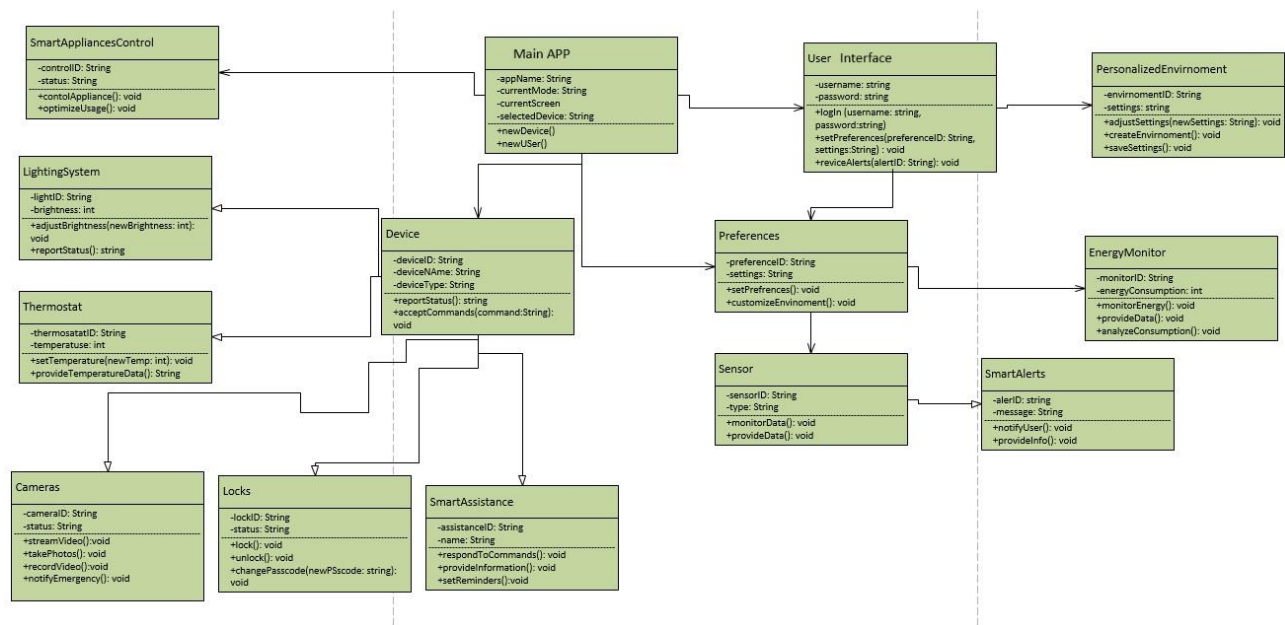 SmartAppliancesControl
-controlID: String
-status: String
+contolAppliance(): void
+optimizeUsage(): void
Main APP
-appName: String
-currentMode: String
-currentScreen
-selectedDevice: String
+newDevice()
+newUSer()
User Interface
-username: string
-password: string
+logIn (username: string,
password:string)
+setPreferences(preferenceID: String,
settings:String) : void
+reviceAlerts(alertID: String): void
PersonalizedEnvirnoment
-envirnomentID: String
-settings: string
+adjustSettings(newSettings: String): void
+createEnvirnoment(): void
+saveSettings(): void
LightingSystem
-lightID: String
-brightness: int
+adjustBrightness(newBrightness: int):
void
+reportStatus(): string
Device
-deviceID: String
-deviceNAme: String
-deviceType: String
+reportStatus(): string
+acceptCommands(command:String):
void
Preferences
-preferenceID: String
-settings: String
+setPrefrences(): void
+customizeEnvinoment(): void
EnergyMonitor
-monitorID: String
-energyConsumption: int
+monitorEnergy(): void
+provideData(): void
+analyzeConsumption(): void
Thermostat
-thermosatatID: String
-temperatuse: int
+setTemperature(newTemp: int): void
+provideTemperatureData(): String
Sensor
-sensorID: String
-type: String
+monitorData(): void
+provideData(): void
SmartAlerts
-alerID: string
-message: String
+notifyUser(): void
+provideInfo(): void
Cameras
-cameraID: String
-status: String
+streamVideo():void
+takePhotos(): void
+recordVideo(): void
+notifyEmergency(): void
Locks
-lockID: String
-status: String
+lock(): void
+unlock(): void
+changePasscode(newPSscode: string):
void
SmartAssistance
-assistanceID: String
-name: String
+respondToCommands(): void
+provideInformation(): void
+setReminders():void